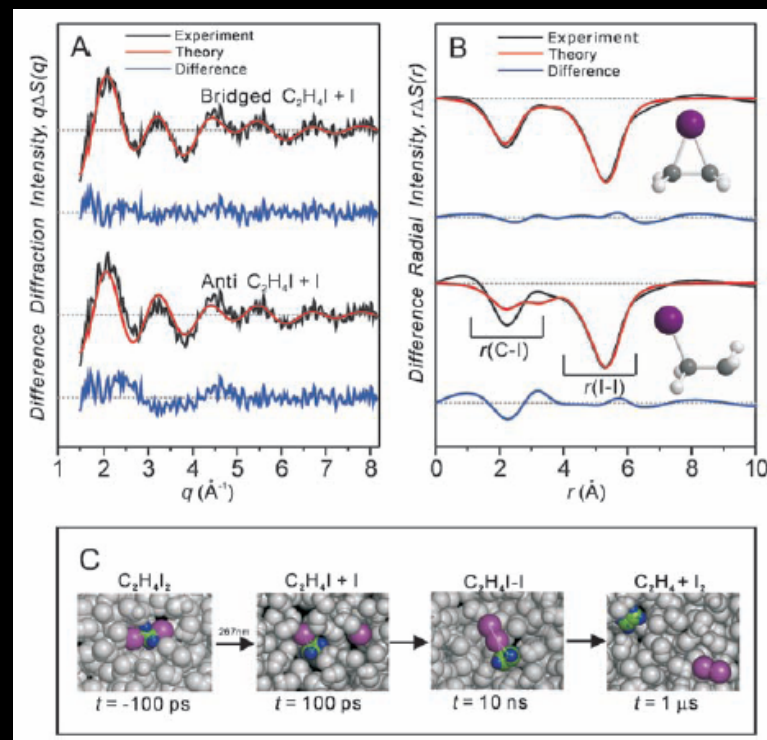 A
Experiment
Theory
Difference
Bridged C₂H₄I + I
Anti C₂H₄I + I
Difference Diffraction Intensity, qΔS(q)
1 2 3 4 5 6 7 8
q (Å⁻¹)
B
Experiment
Theory
Difference
r(C-I)
r(I-I)
Difference Radial Intensity, rΔS(r)
0 2 4 6 8 10
r (Å)
C
C₂H₄I₂
C₂H₄I + I
C₂H₄I-I
C₂H₄ + I₂
267nm
t = -100 ps
t = 100 ps
t = 10 ns
t = 1 μs